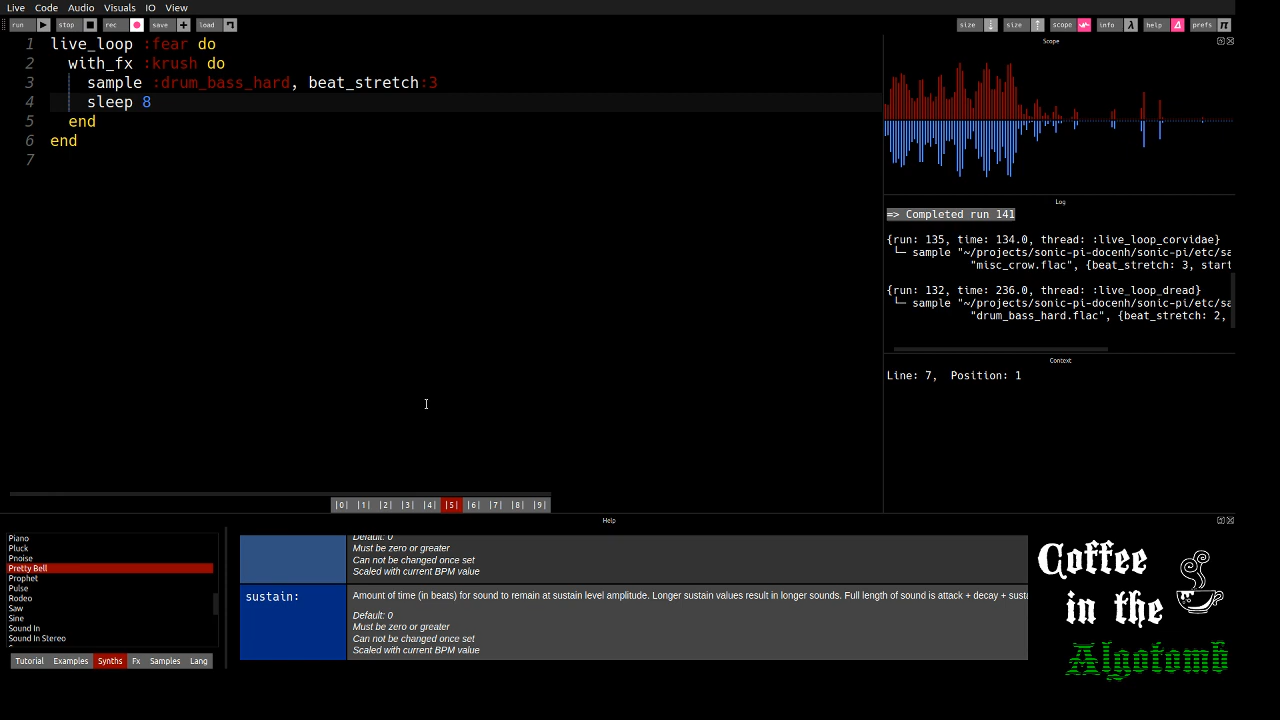 Live Code Audio Visuals IO View
run stop rec save load size size scope info help prefs
Scope
1 live_loop :fear do
2 with_fx :krush do
3 sample :drum_bass_hard, beat_stretch:3
4 sleep 8
5 end
6 end
7
Log
=> Completed run 141
{run: 135, time: 134.0, thread: :live_loop_corvidae}
└─ sample "~/projects/sonic-pi-docenh/sonic-pi/etc/sa
"misc_crow.flac", {beat_stretch: 3, start
{run: 132, time: 236.0, thread: :live_loop_dread}
└─ sample "~/projects/sonic-pi-docenh/sonic-pi/etc/sa
"drum_bass_hard.flac", {beat_stretch: 2,
Context
Line: 7, Position: 1
|0| |1| |2| |3| |4| |5| |6| |7| |8| |9|
Help
Piano
Pluck
Pnoise
Pretty Bell
Prophet
Pulse
Rodeo
Saw
Sine
Sound In
Sound In Stereo
Tutorial Examples Synths Fx Samples Lang
Default: 0
Must be zero or greater
Can not be changed once set
Scaled with current BPM value
sustain:
Amount of time (in beats) for sound to remain at sustain level amplitude. Longer sustain values result in longer sounds. Full length of sound is attack + decay + susta
Default: 0
Must be zero or greater
Can not be changed once set
Scaled with current BPM value
Coffee
in the
Algotomb